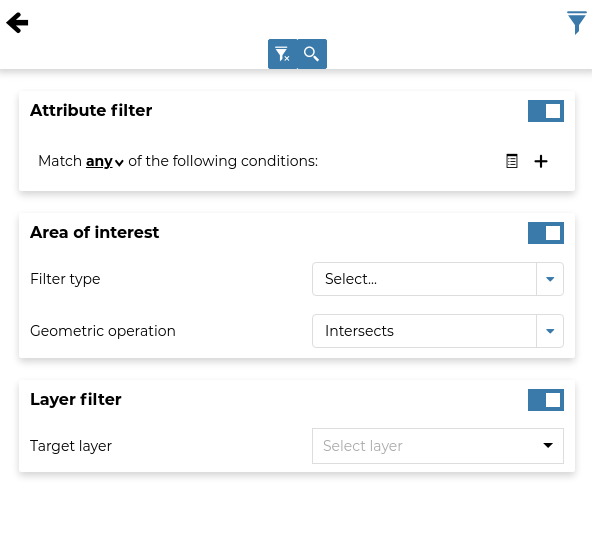 Attribute filter
Match any of the following conditions:
Area of interest
Filter type Select...
Geometric operation Intersects
Layer filter
Target layer Select layer